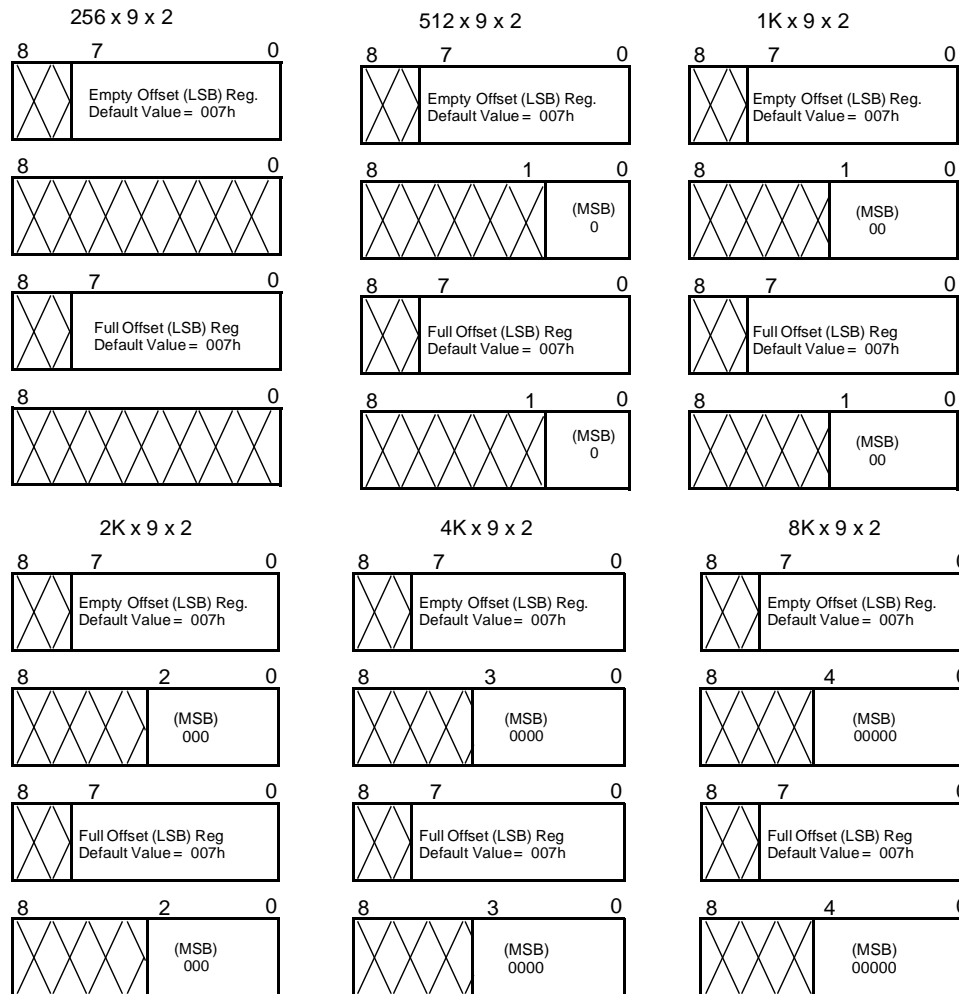 256 x 9 x 2
8 7 0
Empty Offset (LSB) Reg.
Default Value = 007h
8 0
8 7 0
Full Offset (LSB) Reg
Default Value = 007h
8 0
512 x 9 x 2
8 7 0
Empty Offset (LSB) Reg.
Default Value = 007h
8 1 0
(MSB)
0
8 7 0
Full Offset (LSB) Reg
Default Value = 007h
8 1 0
(MSB)
0
1K x 9 x 2
8 7 0
Empty Offset (LSB) Reg.
Default Value = 007h
8 1 0
(MSB)
00
8 7 0
Full Offset (LSB) Reg
Default Value = 007h
8 1 0
(MSB)
00
2K x 9 x 2
8 7 0
Empty Offset (LSB) Reg.
Default Value = 007h
8 2 0
(MSB)
000
8 7 0
Full Offset (LSB) Reg
Default Value = 007h
8 2 0
(MSB)
000
4K x 9 x 2
8 7 0
Empty Offset (LSB) Reg.
Default Value = 007h
8 3 0
(MSB)
0000
8 7 0
Full Offset (LSB) Reg
Default Value = 007h
8 3 0
(MSB)
0000
8K x 9 x 2
8 7 0
Empty Offset (LSB) Reg.
Default Value = 007h
8 4 0
(MSB)
00000
8 7 0
Full Offset (LSB) Reg
Default Value = 007h
8 4 0
(MSB)
00000